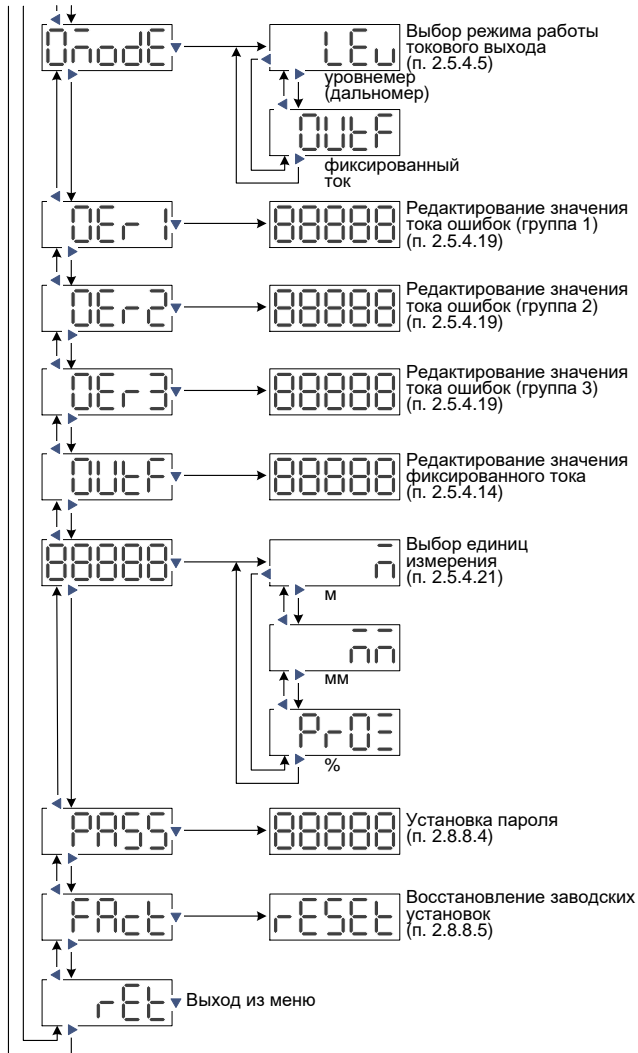 0n̄odE
LEu
Выбор режима работы
токового выхода
(п. 2.5.4.5)
уровнемер
(дальномер)
OUtF
фиксированный
ток
OEr1
88888
Редактирование значения
тока ошибок (группа 1)
(п. 2.5.4.19)
OEr2
88888
Редактирование значения
тока ошибок (группа 2)
(п. 2.5.4.19)
OEr3
88888
Редактирование значения
тока ошибок (группа 3)
(п. 2.5.4.19)
OUtF
88888
Редактирование значения
фиксированного тока
(п. 2.5.4.14)
88888
n̄
Выбор единиц
измерения
(п. 2.5.4.21)
м
n̄n̄
мм
PrOΞ
%
PASS
88888
Установка пароля
(п. 2.8.8.4)
FAct
rESEt
Восстановление заводских
установок
(п. 2.8.8.5)
rEt
Выход из меню